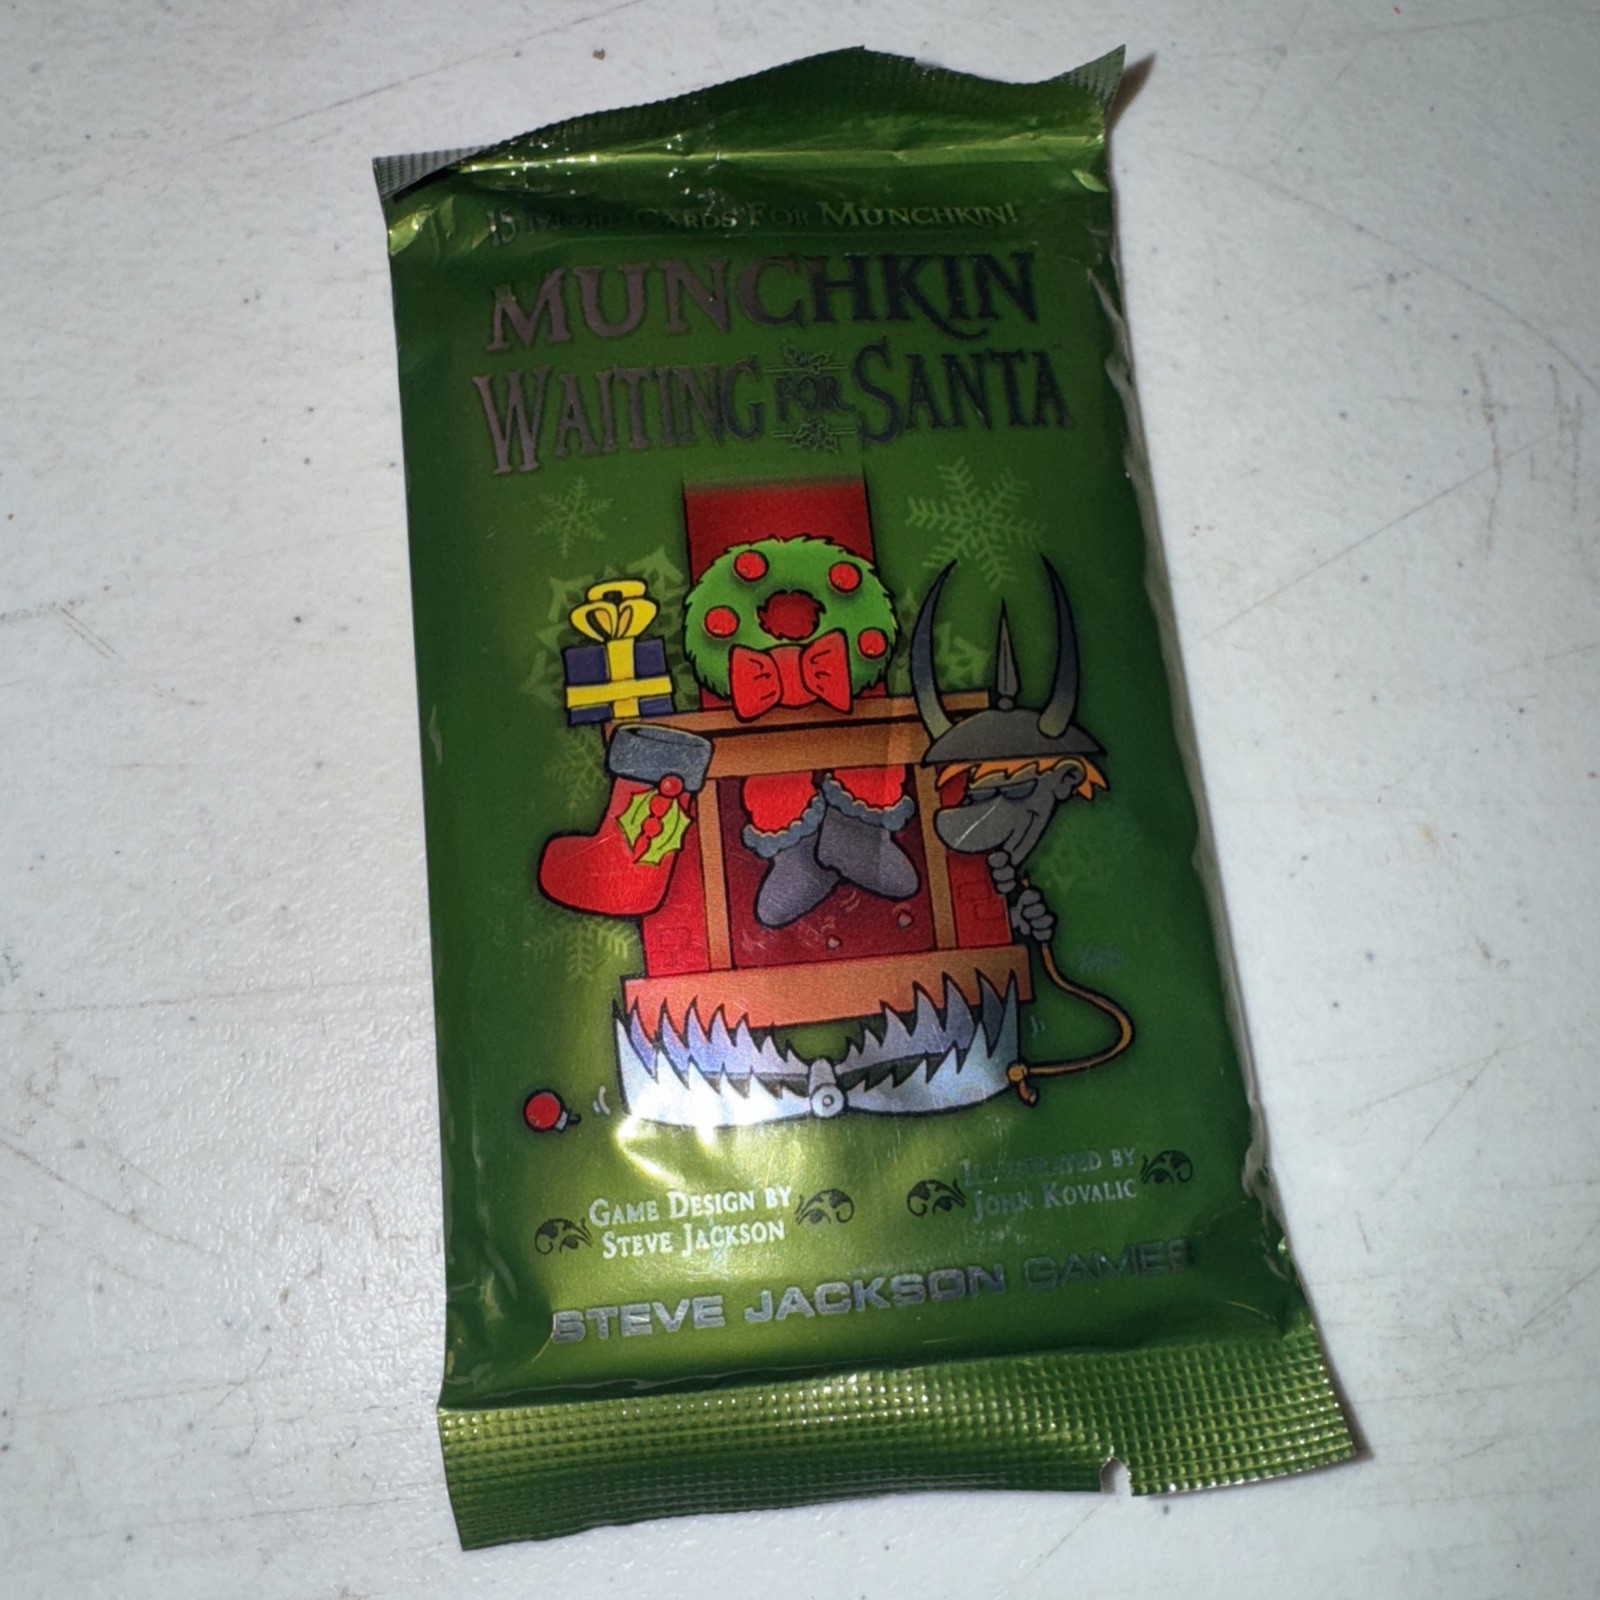 15 More Cards For Munchkin!
MUNCHKIN
WAITING FOR SANTA
GAME DESIGN BY
STEVE JACKSON
ILLUSTRATED BY
JOHN KOVALIC
STEVE JACKSON GAMES